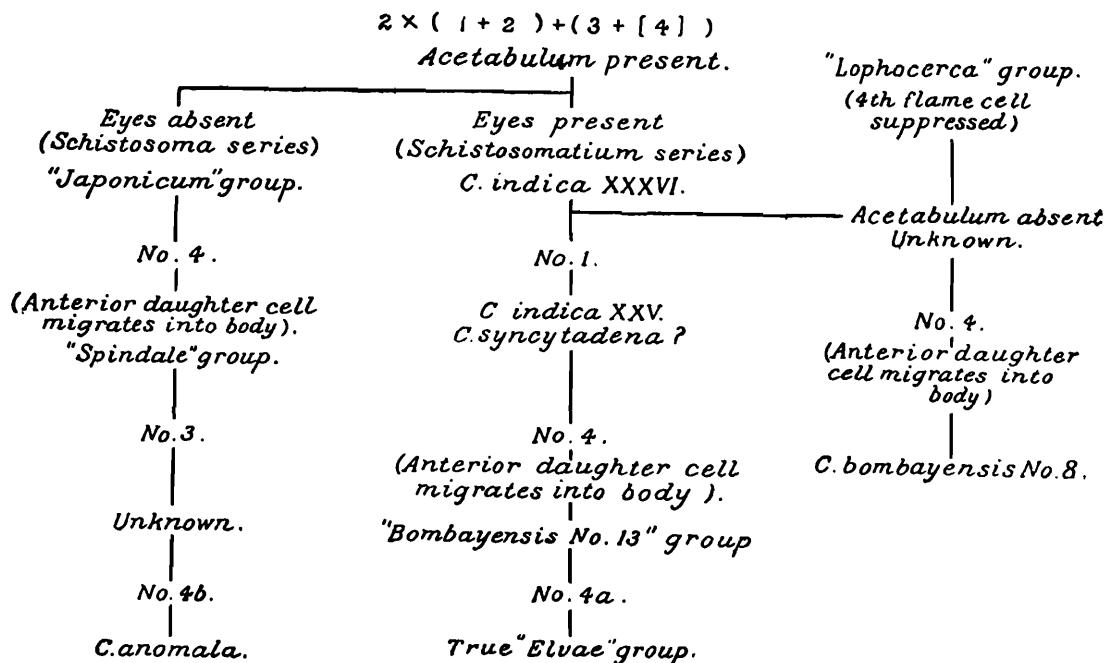 2 × ( 1 + 2 ) + ( 3 + [ 4 ] )
Acetabulum present.
Eyes absent
(Schistosoma series)
"Japonicum" group.
No. 4.
(Anterior daughter cell
migrates into body).
"Spindale" group.
No. 3.
Unknown.
No. 4b.
C. anomala.
Eyes present
(Schistosomatium series)
C. indica XXXVI.
No. 1.
C indica XXV.
C. syncytadena ?
No. 4.
(Anterior daughter cell
migrates into body ).
"Bombayensis No. 13" group
No. 4a.
True "Elvae" group.
"Lophocerca" group.
(4th flame cell
suppressed)
Acetabulum absent
Unknown.
No. 4.
(Anterior daughter
cell migrates into
body)
C. bombayensis No. 8.